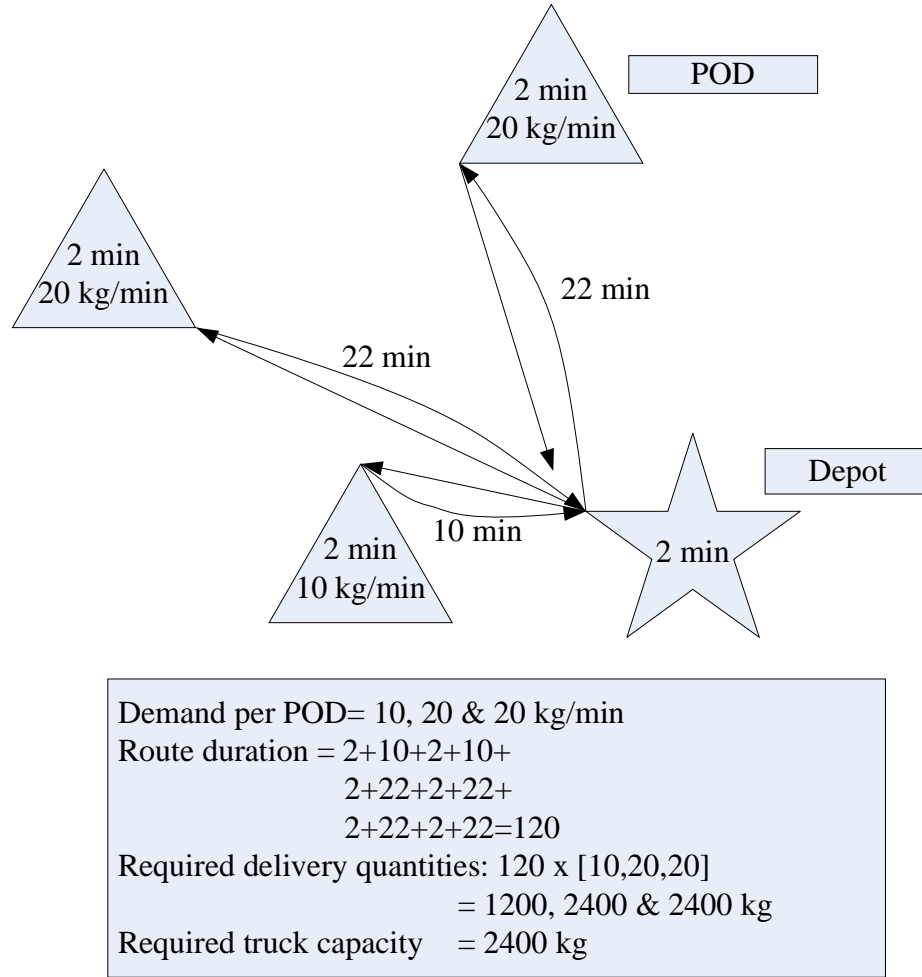 2 min
20 kg/min
POD
2 min
20 kg/min
22 min
22 min
Depot
10 min
2 min
10 kg/min
2 min
Demand per POD= 10, 20 & 20 kg/min
Route duration = 2+10+2+10+
2+22+2+22+
2+22+2+22=120
Required delivery quantities: 120 x [10,20,20]
= 1200, 2400 & 2400 kg
Required truck capacity = 2400 kg